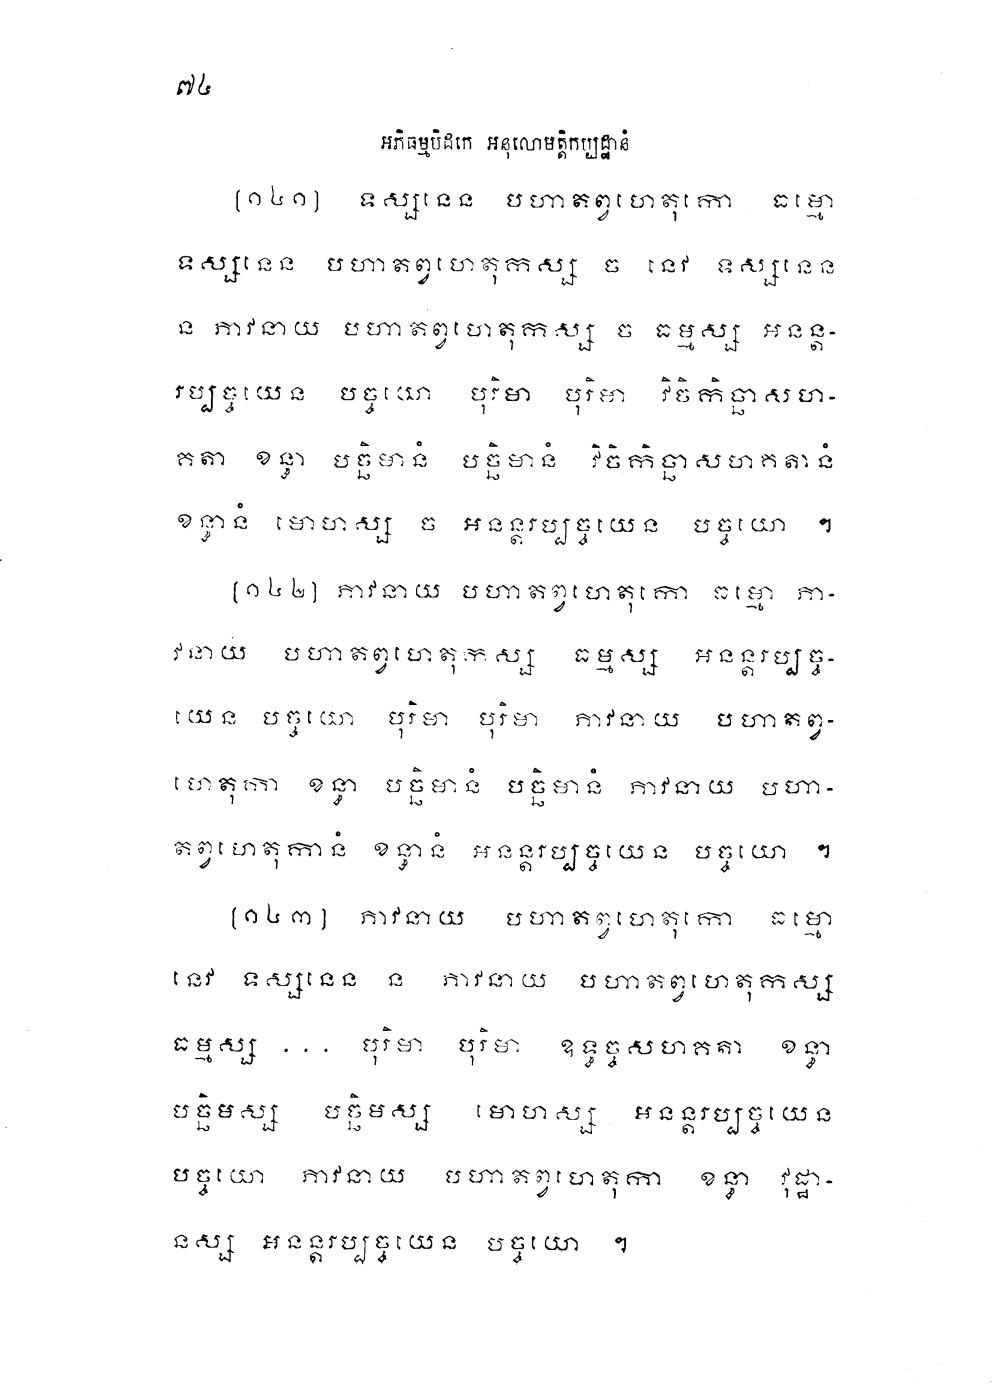 ៧៤
អភិធម្មបិដកេ អនុលោមត្តិកប្បដ្ឋានំ
[១៤១] ទស្សនេន បហាតព្វហេតុកោ ធម្មោ
ទស្សនេន បហាតព្វហេតុកស្ស ច នេវ ទស្សនេន
ន ភាវនាយ បហាតព្វហេតុកស្ស ច ធម្មស្ស អនន្ត-
រប្បច្ចយេន បច្ចយោ បុរិមា បុរិមា វិចិកិច្ឆាសហ-
គតា ខន្ធា បច្ឆិមានំ បច្ឆិមានំ វិចិកិច្ឆាសហគតានំ
ខន្ធានំ មោហស្ស ច អនន្តរប្បច្ចយេន បច្ចយោ ។
[១៤២] ភាវនាយ បហាតព្វហេតុកោ ធម្មោ ភា-
វនាយ បហាតព្វហេតុកស្ស ធម្មស្ស អនន្តរប្បច្ច-
យេន បច្ចយោ បុរិមា បុរិមា ភាវនាយ បហាតព្វ-
ហេតុកា ខន្ធា បច្ឆិមានំ បច្ឆិមានំ ភាវនាយ បហា-
តព្វហេតុកានំ ខន្ធានំ អនន្តរប្បច្ចយេន បច្ចយោ ។
[១៤៣] ភាវនាយ បហាតព្វហេតុកោ ធម្មោ
នេវ ទស្សនេន ន ភាវនាយ បហាតព្វហេតុកស្ស
ធម្មស្ស ... បុរិមា បុរិមា ឧទ្ធច្ចសហគតា ខន្ធា
បច្ឆិមស្ស បច្ឆិមស្ស មោហស្ស អនន្តរប្បច្ចយេន
បច្ចយោ ភាវនាយ បហាតព្វហេតុកា ខន្ធា វុដ្ឋា-
នស្ស អនន្តរប្បច្ចយេន បច្ចយោ ។